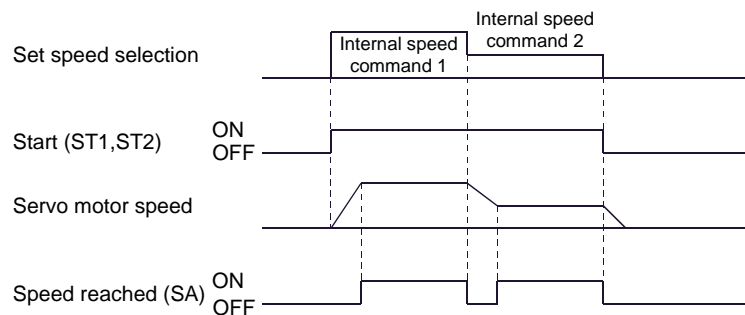 Set speed selection
Internal speed
command 1
Internal speed
command 2
Start (ST1,ST2)
ON
OFF
Servo motor speed
Speed reached (SA)
ON
OFF